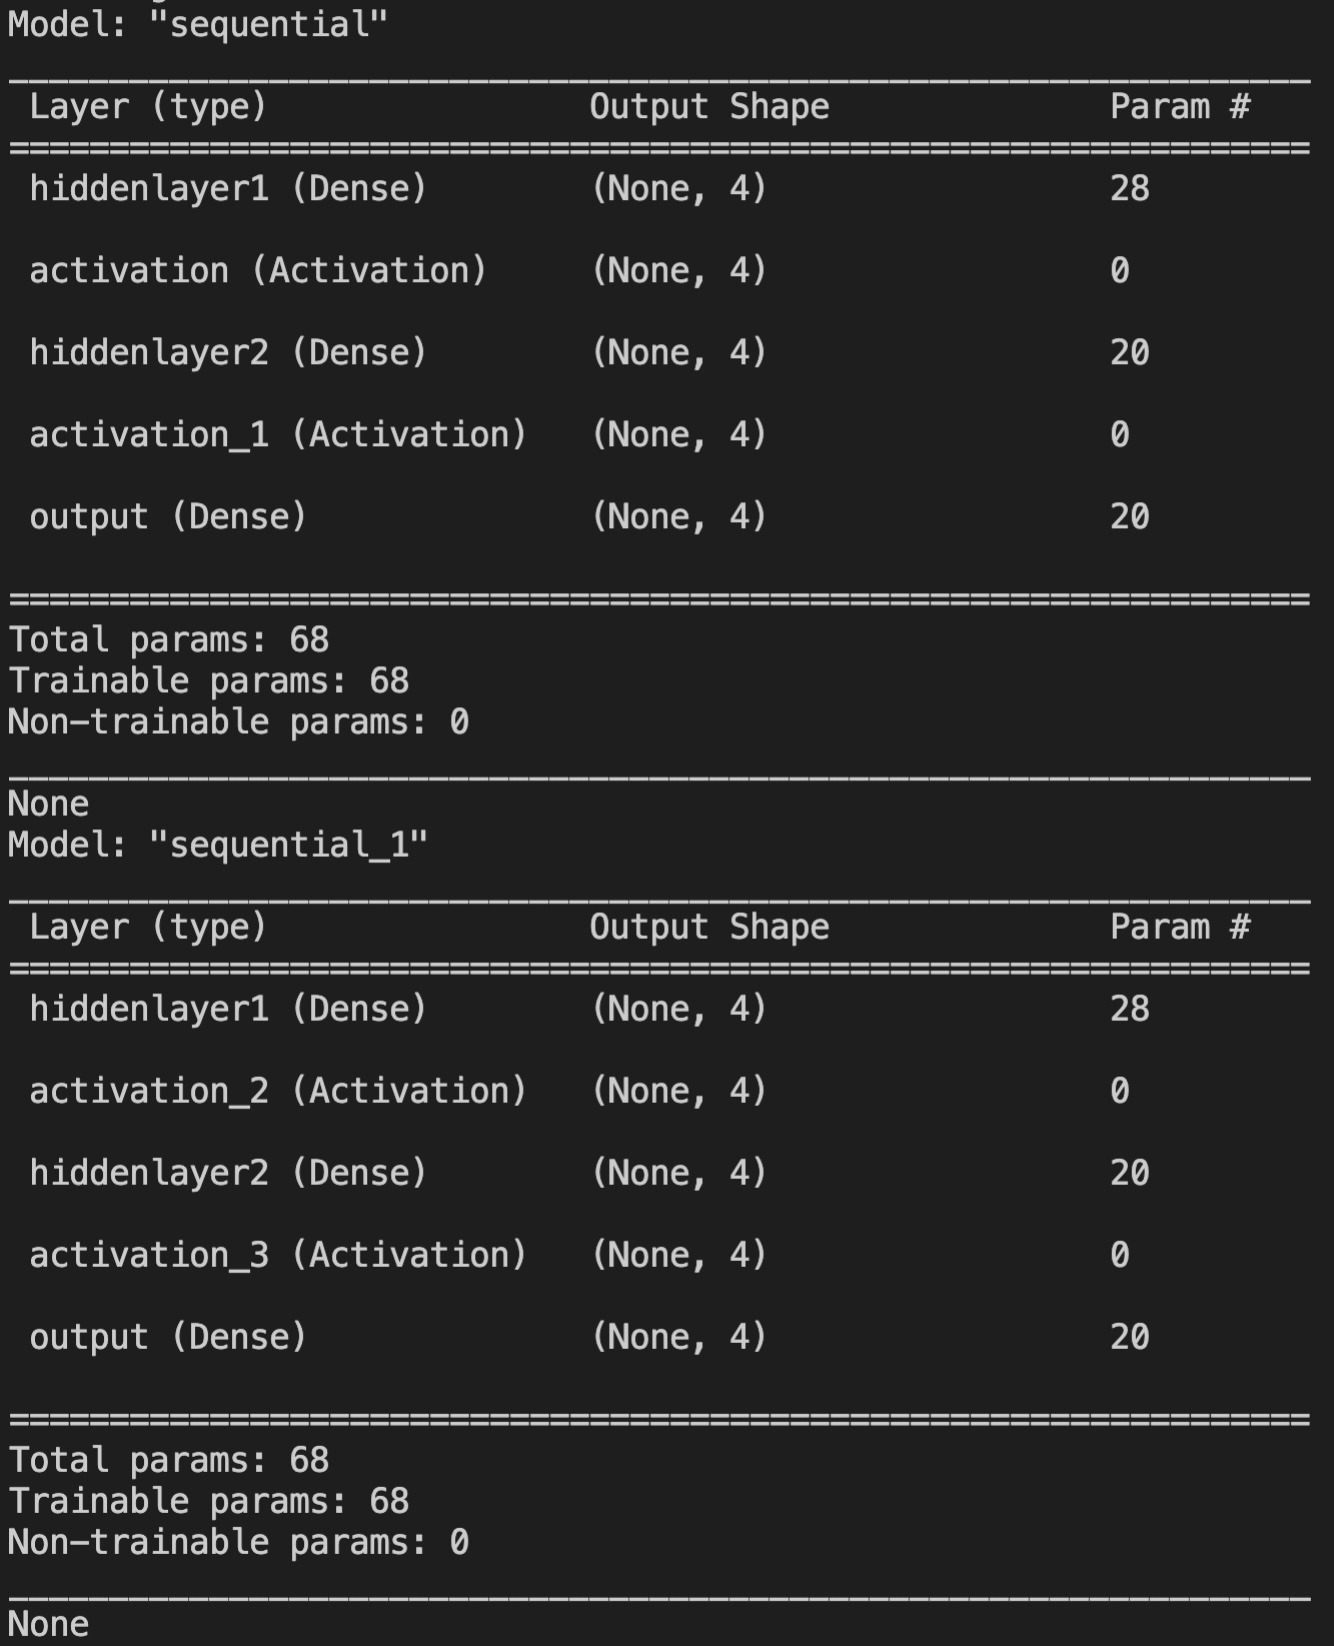 Model: "sequential"
_________________________________________________________________
Layer (type) Output Shape Param #
=================================================================
hiddenlayer1 (Dense) (None, 4) 28
activation (Activation) (None, 4) 0
hiddenlayer2 (Dense) (None, 4) 20
activation_1 (Activation) (None, 4) 0
output (Dense) (None, 4) 20
=================================================================
Total params: 68
Trainable params: 68
Non-trainable params: 0
_________________________________________________________________
None
Model: "sequential_1"
_________________________________________________________________
Layer (type) Output Shape Param #
=================================================================
hiddenlayer1 (Dense) (None, 4) 28
activation_2 (Activation) (None, 4) 0
hiddenlayer2 (Dense) (None, 4) 20
activation_3 (Activation) (None, 4) 0
output (Dense) (None, 4) 20
=================================================================
Total params: 68
Trainable params: 68
Non-trainable params: 0
_________________________________________________________________
None